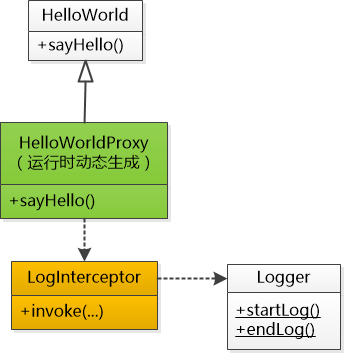 HelloWorld
+sayHello()
HelloWorldProxy
（运行时动态生成）
+sayHello()
LogInterceptor
+invoke(...)
Logger
+startLog()
+endLog()